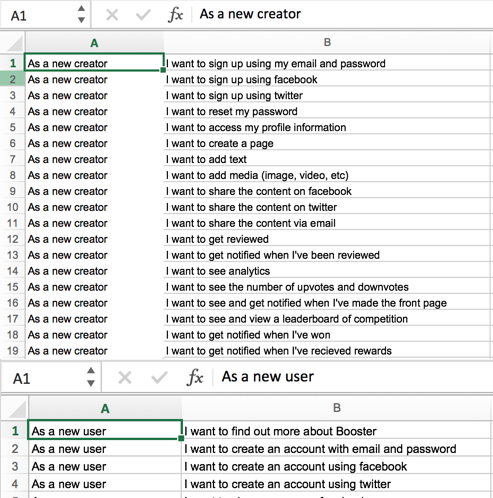 A1 fx As a new creator
A B
1 As a new creator I want to sign up using my email and password
2 As a new creator I want to sign up using facebook
3 As a new creator I want to sign up using twitter
4 As a new creator I want to reset my password
5 As a new creator I want to access my profile information
6 As a new creator I want to create a page
7 As a new creator I want to add text
8 As a new creator I want to add media (image, video, etc)
9 As a new creator I want to share the content on facebook
10 As a new creator I want to share the content on twitter
11 As a new creator I want to share the content via email
12 As a new creator I want to get reviewed
13 As a new creator I want to get notified when I've been reviewed
14 As a new creator I want to see analytics
15 As a new creator I want to see the number of upvotes and downvotes
16 As a new creator I want to see and get notified when I've made the front page
17 As a new creator I want to see and view a leaderboard of competition
18 As a new creator I want to get notified when I've won
19 As a new creator I want to get notified when I've recieved rewards
A1 fx As a new user
A B
1 As a new user I want to find out more about Booster
2 As a new user I want to create an account with email and password
3 As a new user I want to create an account using facebook
4 As a new user I want to create an account using twitter